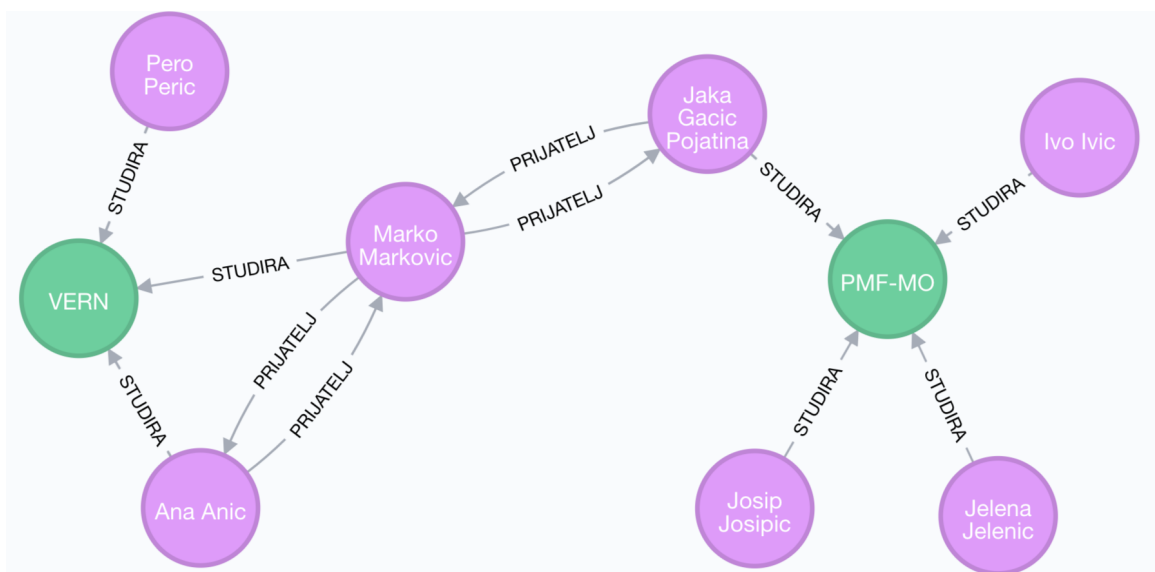 Pero
Peric
STUDIRA
VERN
STUDIRA
Marko
Markovic
PRIJATELJ
PRIJATELJ
Jaka
Gacic
Pojatina
STUDIRA
Ivo Ivic
STUDIRA
PMF-MO
PRIJATELJ
PRIJATELJ
STUDIRA
Ana Anic
STUDIRA
Josip
Josipic
STUDIRA
Jelena
Jelenic